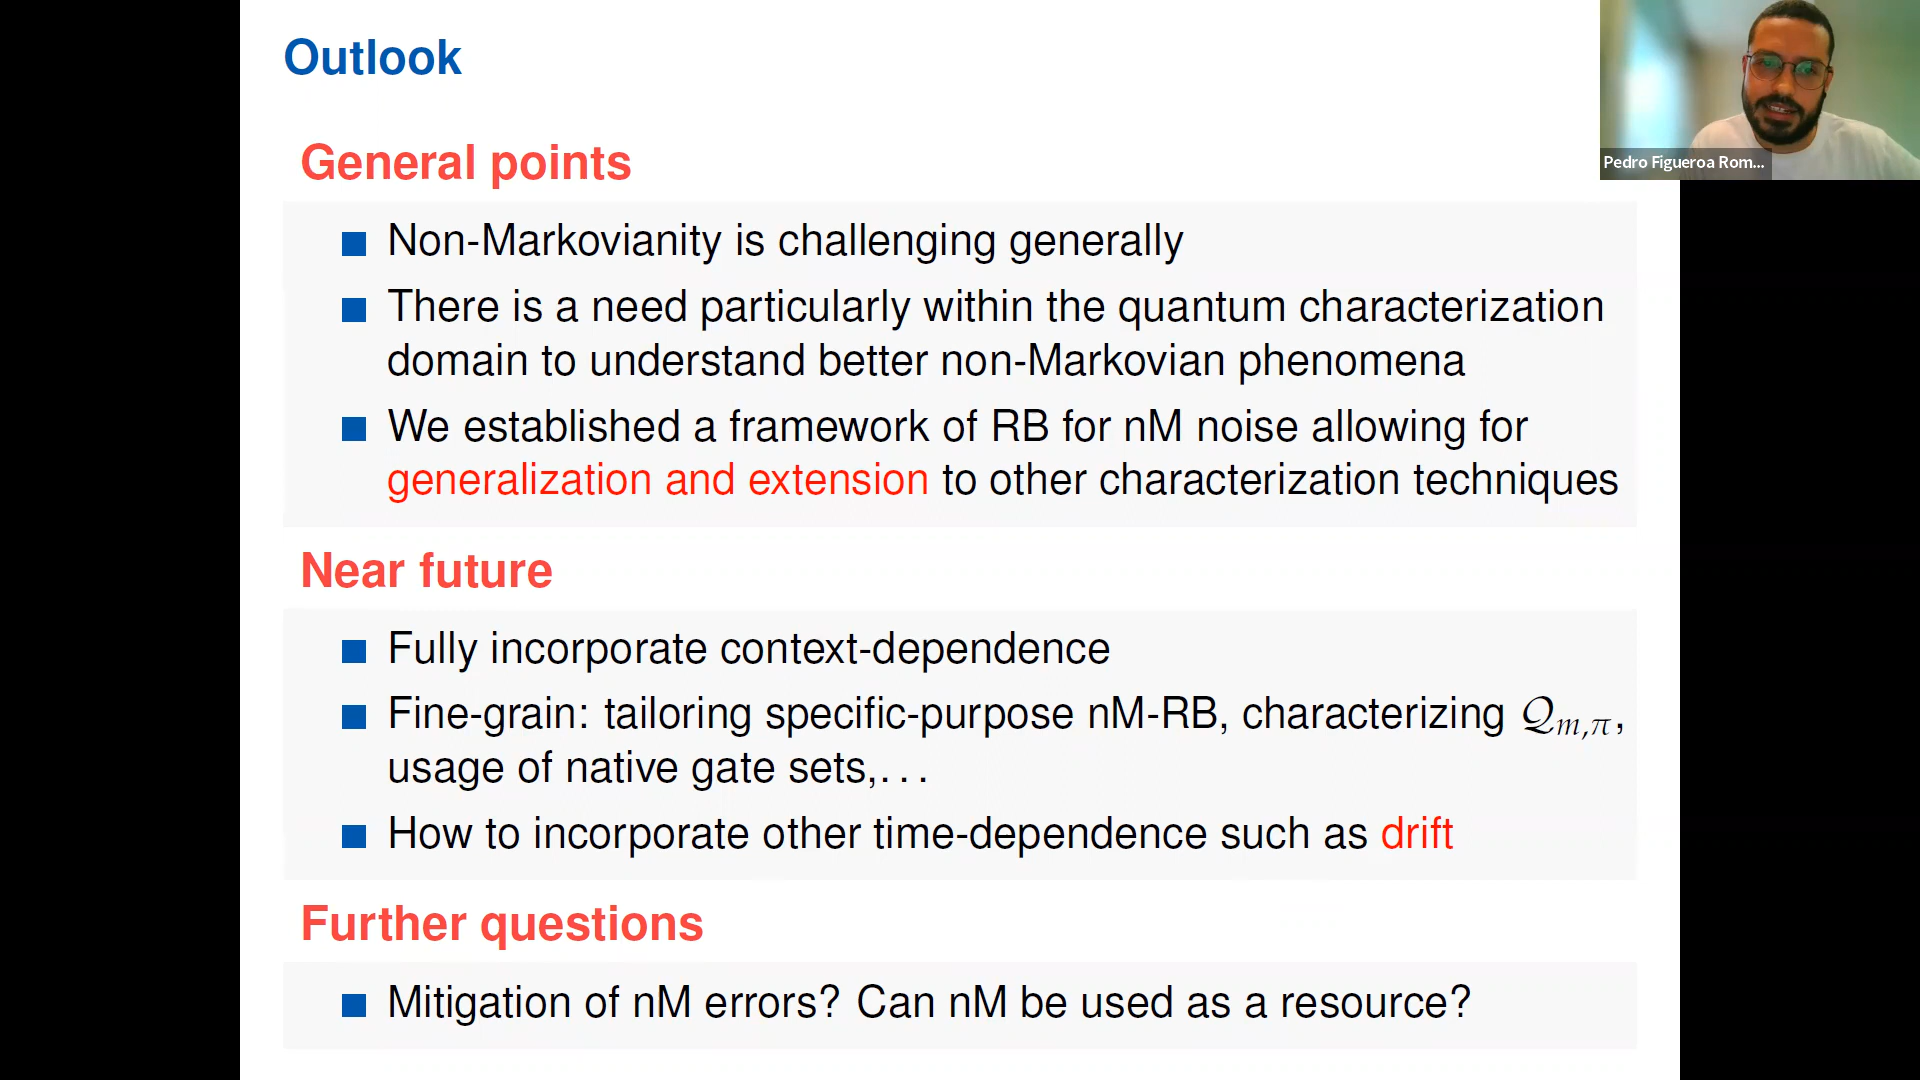 Outlook
Pedro Figueroa Rom...
General points
Non-Markovianity is challenging generally
There is a need particularly within the quantum characterization
domain to understand better non-Markovian phenomena
We established a framework of RB for nM noise allowing for
generalization and extension to other characterization techniques
Near future
Fully incorporate context-dependence
Fine-grain: tailoring specific-purpose nM-RB, characterizing 𝒬m,π,
usage of native gate sets,...
How to incorporate other time-dependence such as drift
Further questions
Mitigation of nM errors? Can nM be used as a resource?